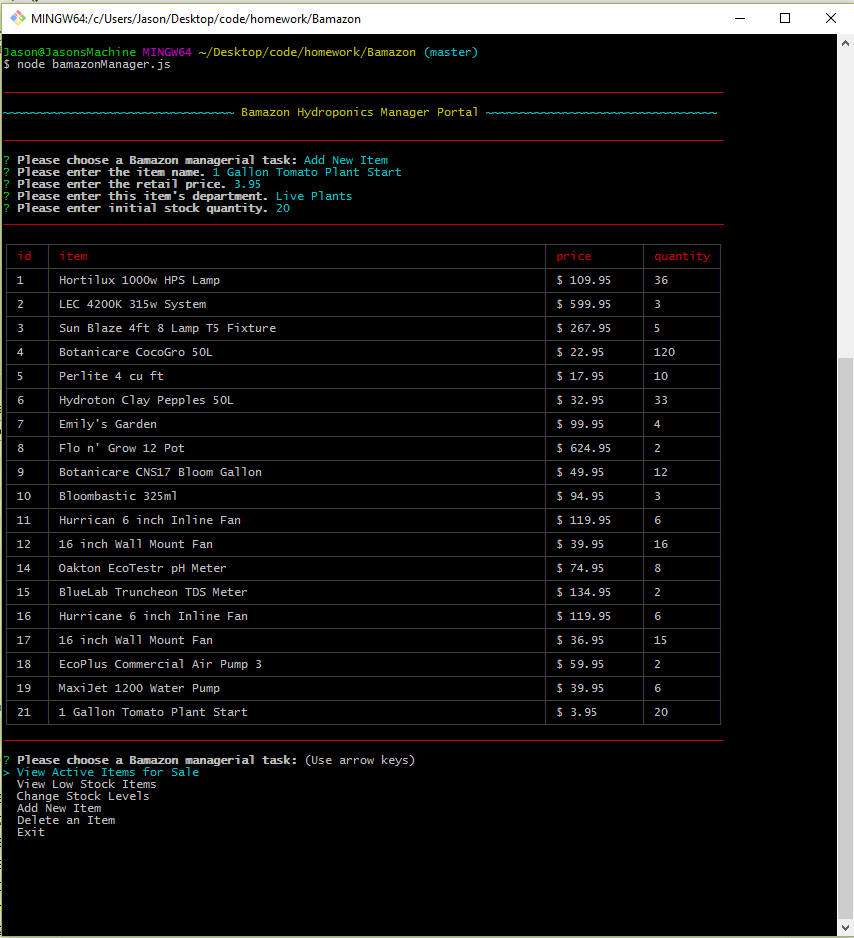 MINGW64:/c/Users/Jason/Desktop/code/homework/Bamazon
Jason@JasonsMachine MINGW64 ~/Desktop/code/homework/Bamazon (master)
$ node bamazonManager.js
~~~~~~~~~~~~~~~~~~~~~~~~~~~~~~~~~ Bamazon Hydroponics Manager Portal ~~~~~~~~~~~~~~~~~~~~~~~~~~~~~~~~~
? Please choose a Bamazon managerial task: Add New Item
? Please enter the item name. 1 Gallon Tomato Plant Start
? Please enter the retail price. 3.95
? Please enter this item's department. Live Plants
? Please enter initial stock quantity. 20
id item price quantity
1 Hortilux 1000w HPS Lamp $ 109.95 36
2 LEC 4200K 315w System $ 599.95 3
3 Sun Blaze 4ft 8 Lamp T5 Fixture $ 267.95 5
4 Botanicare CocoGro 50L $ 22.95 120
5 Perlite 4 cu ft $ 17.95 10
6 Hydroton Clay Pepples 50L $ 32.95 33
7 Emily's Garden $ 99.95 4
8 Flo n' Grow 12 Pot $ 624.95 2
9 Botanicare CNS17 Bloom Gallon $ 49.95 12
10 Bloombastic 325ml $ 94.95 3
11 Hurrican 6 inch Inline Fan $ 119.95 6
12 16 inch Wall Mount Fan $ 39.95 16
14 Oakton EcoTestr pH Meter $ 74.95 8
15 BlueLab Truncheon TDS Meter $ 134.95 2
16 Hurricane 6 inch Inline Fan $ 119.95 6
17 16 inch Wall Mount Fan $ 36.95 15
18 EcoPlus Commercial Air Pump 3 $ 59.95 2
19 MaxiJet 1200 Water Pump $ 39.95 6
21 1 Gallon Tomato Plant Start $ 3.95 20
? Please choose a Bamazon managerial task: (Use arrow keys)
> View Active Items for Sale
View Low Stock Items
Change Stock Levels
Add New Item
Delete an Item
Exit